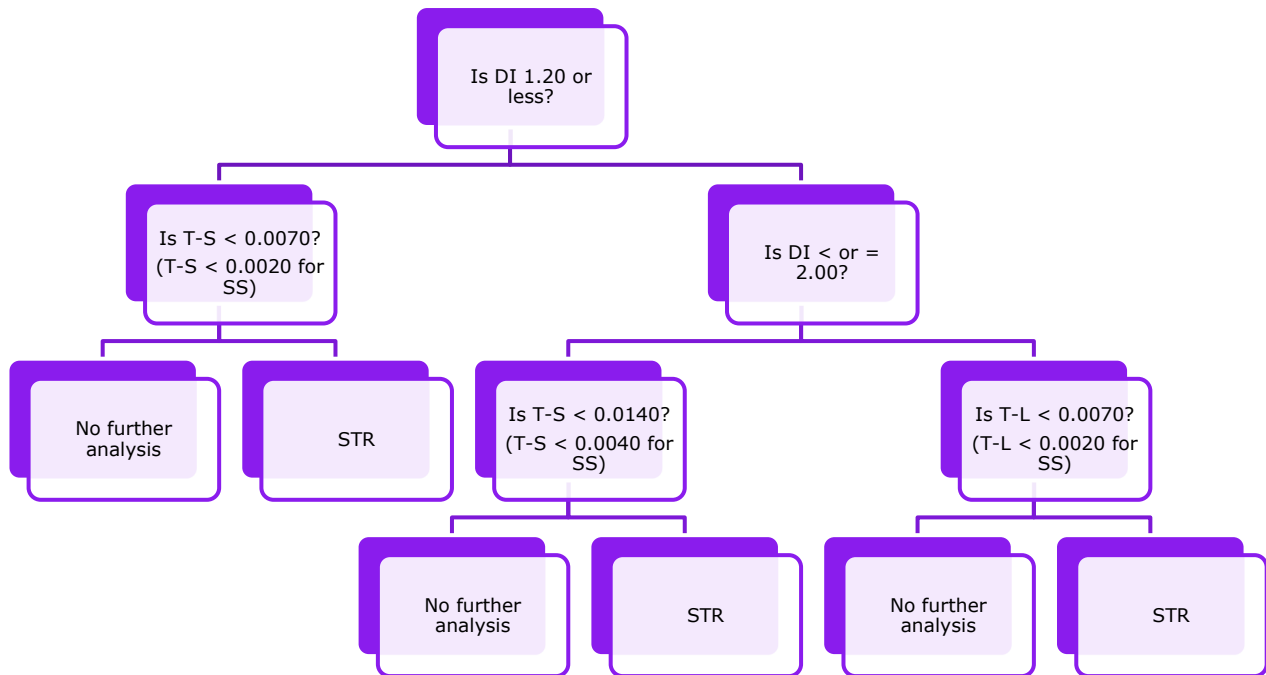 Is DI 1.20 or
less?
Is T-S < 0.0070?
(T-S < 0.0020 for
SS)
Is DI < or =
2.00?
No further
analysis
STR
Is T-S < 0.0140?
(T-S < 0.0040 for
SS)
Is T-L < 0.0070?
(T-L < 0.0020 for
SS)
No further
analysis
STR
No further
analysis
STR